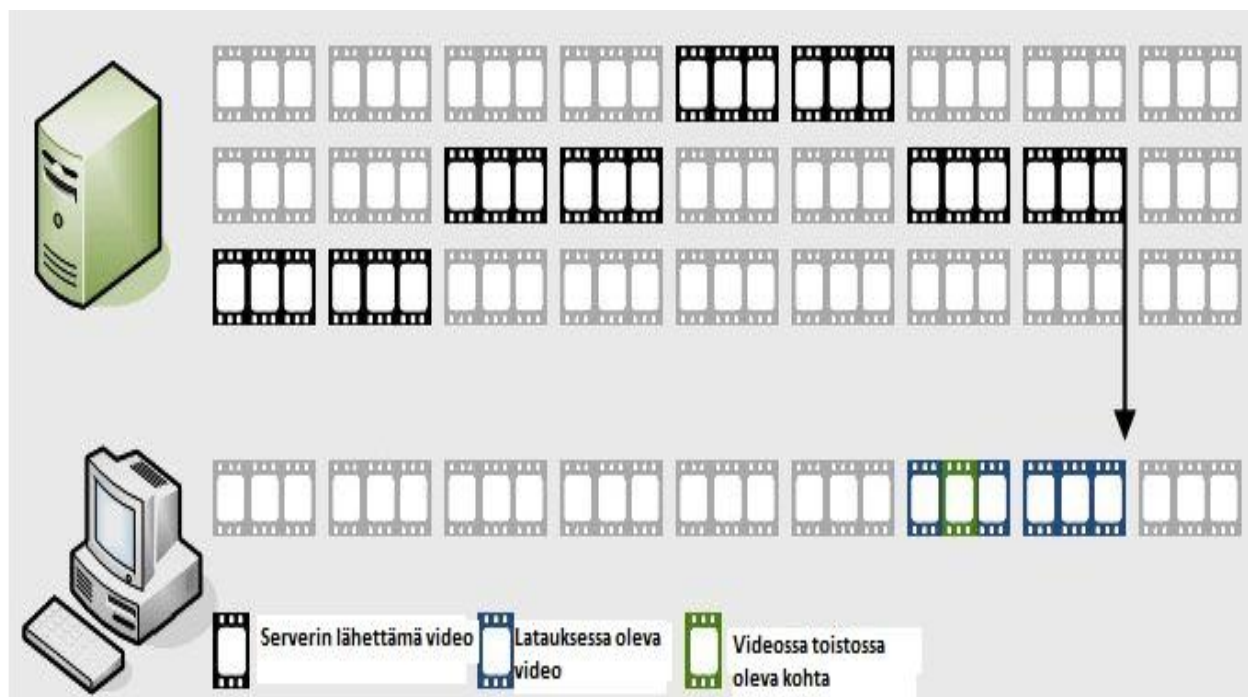 Serverin lähettämä video
Latauksessa oleva
video
Videossa toistossa
oleva kohta